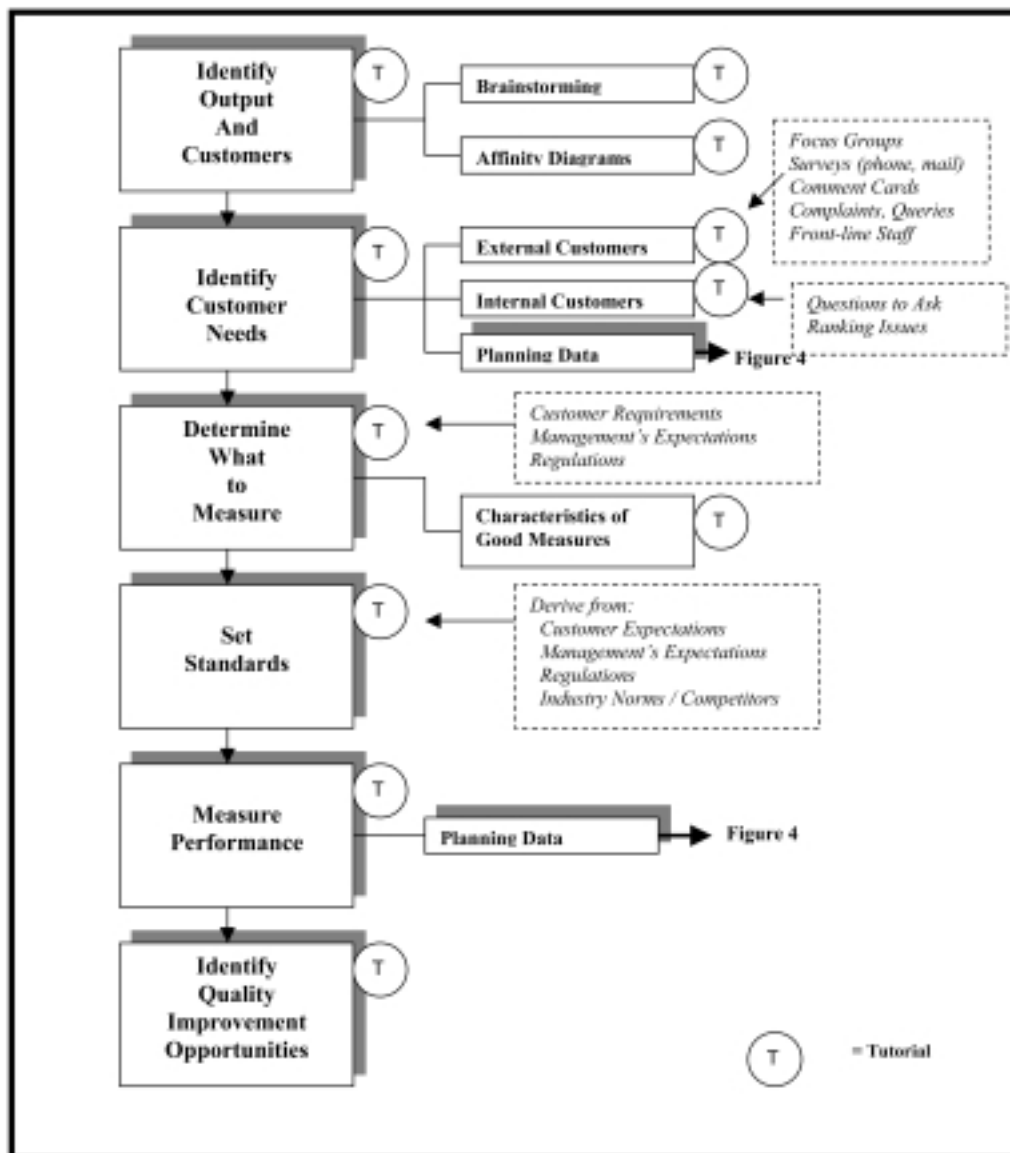 Identify
Output
And
Customers
T
Brainstorming
T
Affinity Diagrams
T
Focus Groups
Surveys (phone, mail)
Comment Cards
Complaints, Queries
Front-line Staff
Identify
Customer
Needs
T
External Customers
T
Internal Customers
T
Questions to Ask
Ranking Issues
Planning Data
Figure 4
Determine
What
to
Measure
T
Customer Requirements
Management's Expectations
Regulations
Characteristics of
Good Measures
T
Set
Standards
T
Derive from:
Customer Expectations
Management's Expectations
Regulations
Industry Norms / Competitors
Measure
Performance
T
Planning Data
Figure 4
Identify
Quality
Improvement
Opportunities
T
T = Tutorial